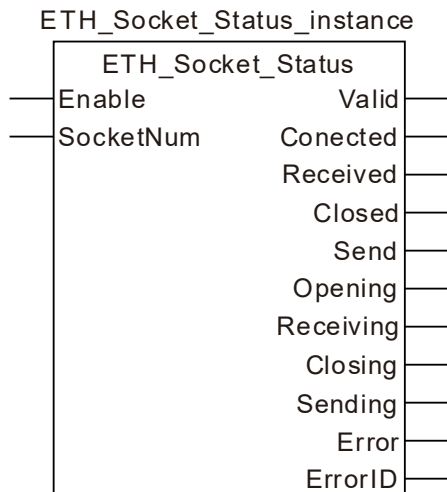 ETH_Socket_Status_instance
ETH_Socket_Status
Enable Valid
SocketNum Conected
Received
Closed
Send
Opening
Receiving
Closing
Sending
Error
ErrorID